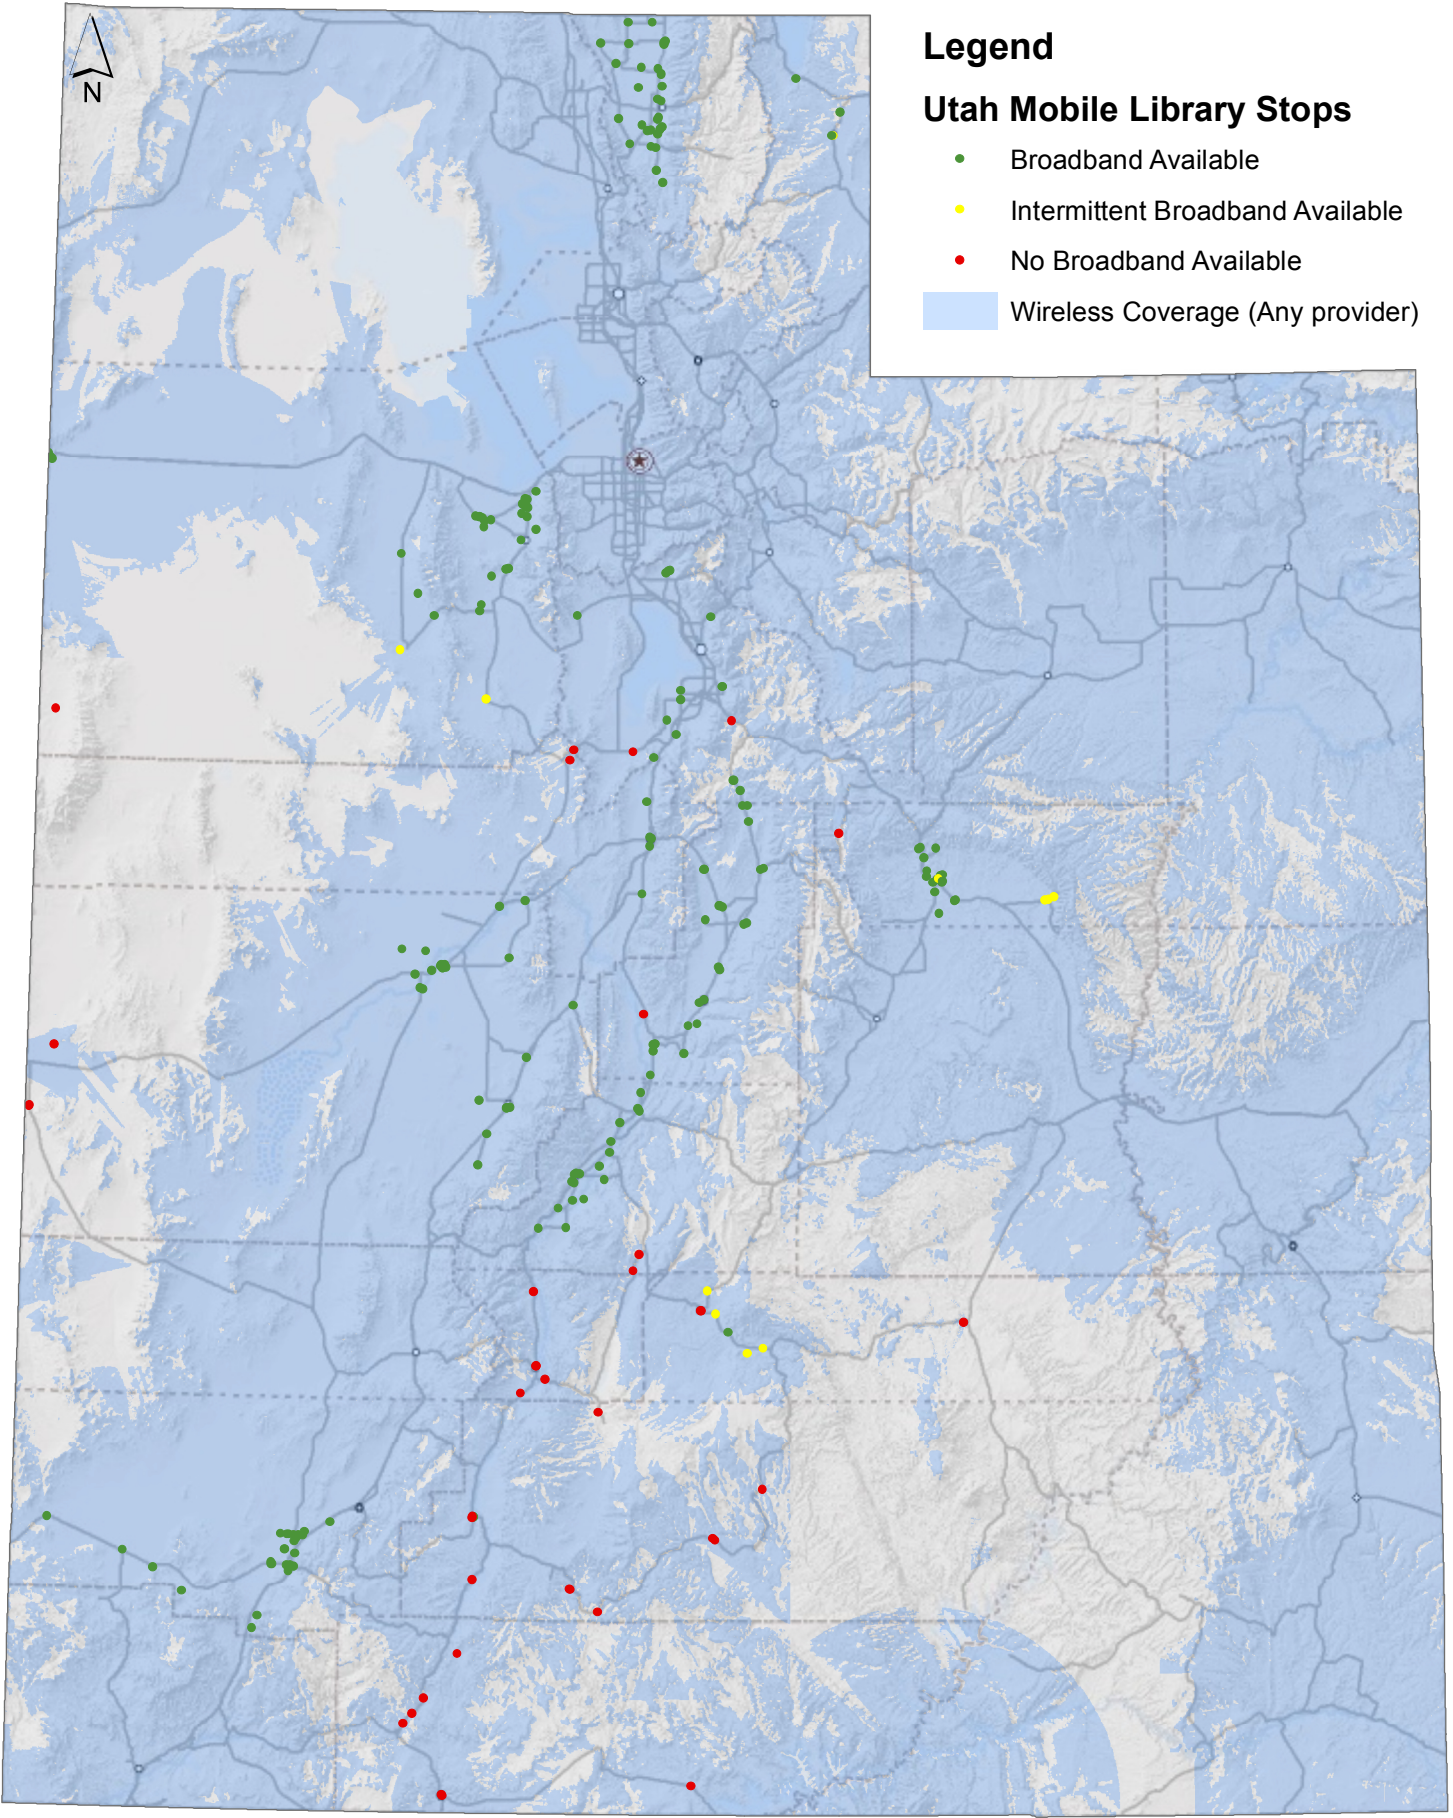 N
Legend
Utah Mobile Library Stops
Broadband Available
Intermittent Broadband Available
No Broadband Available
Wireless Coverage (Any provider)